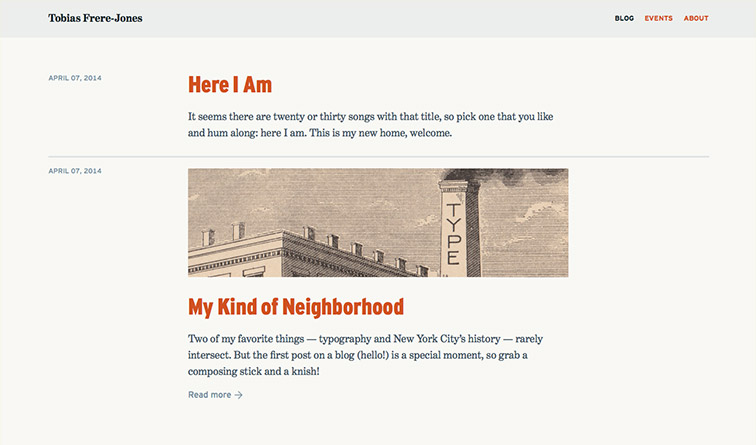 Tobias Frere-Jones
BLOG EVENTS ABOUT
APRIL 07, 2014
Here I Am
It seems there are twenty or thirty songs with that title, so pick one that you like
and hum along: here I am. This is my new home, welcome.
APRIL 07, 2014
TYPE
My Kind of Neighborhood
Two of my favorite things — typography and New York City’s history — rarely
intersect. But the first post on a blog (hello!) is a special moment, so grab a
composing stick and a knish!
Read more →